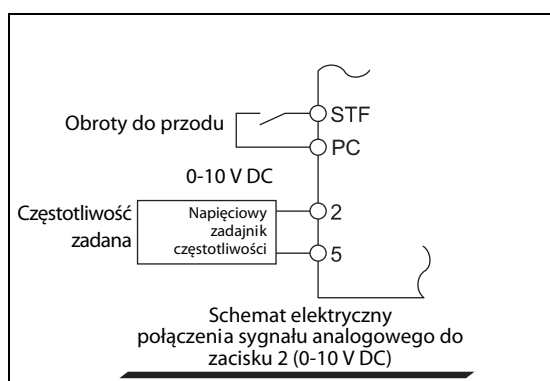 STF
Obroty do przodu
PC
0-10 V DC
Częstotliwość
zadana
Napięciowy
zadajnik
częstotliwości
2
5
Schemat elektryczny
połączenia sygnału analogowego do
zacisku 2 (0-10 V DC)